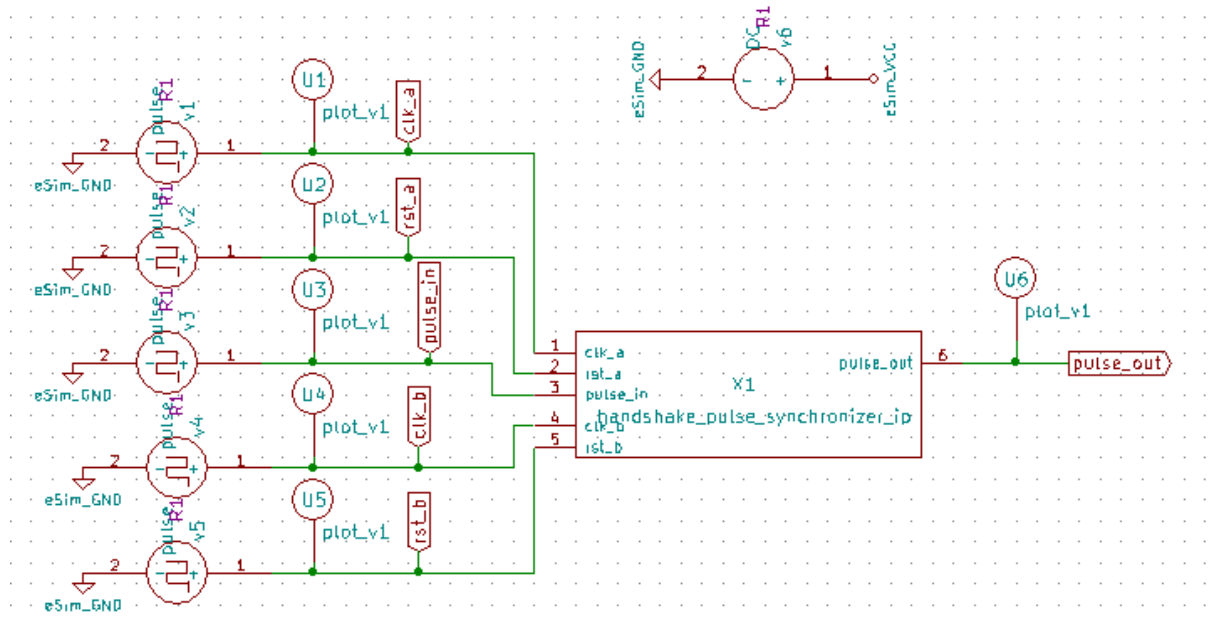 R1
pulse
v1
2
1
eSim_GND
U1
plot_v1
clk_a
R1
pulse
v2
2
1
eSim_GND
U2
plot_v1
rst_a
R1
pulse
v3
2
1
eSim_GND
U3
plot_v1
pulse_in
R1
pulse
v4
2
1
eSim_GND
U4
plot_v1
clk_b
R1
pulse
v5
2
1
eSim_GND
U5
plot_v1
rst_b
eSim_GND
2
R1
DC
v6
1
eSim_VCC
1
clk_a
2
rst_a
3
pulse_in
4
clk_b
5
rst_b
X1
handshake_pulse_synchronizer_ip
pulse_out
6
U6
plot_v1
pulse_out